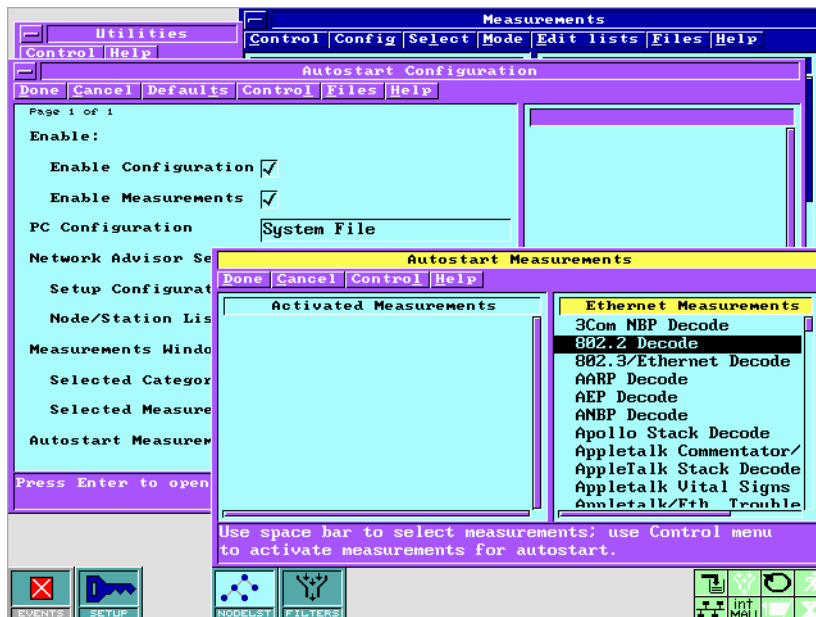 Utilities
Control Help
Measurements
Control Config Select Mode Edit lists Files Help
Autostart Configuration
Done Cancel Defaults Control Files Help
Page 1 of 1
Enable:
Enable Configuration
Enable Measurements
PC Configuration System File
Network Advisor Se
Setup Configurat
Node/Station Lis
Measurements Windo
Selected Categor
Selected Measure
Autostart Measurem
Press Enter to open
Autostart Measurements
Done Cancel Control Help
Activated Measurements
Ethernet Measurements
3Com NBP Decode
802.2 Decode
802.3/Ethernet Decode
AARP Decode
AEP Decode
ANBP Decode
Apollo Stack Decode
Appletalk Commentator/
AppleTalk Stack Decode
Appletalk Vital Signs
Appletalk/Eth. Trouble
Use space bar to select measurements; use Control menu
to activate measurements for autostart.
EVENTS
SETUP
NODELST
FILTERS
int
MAU